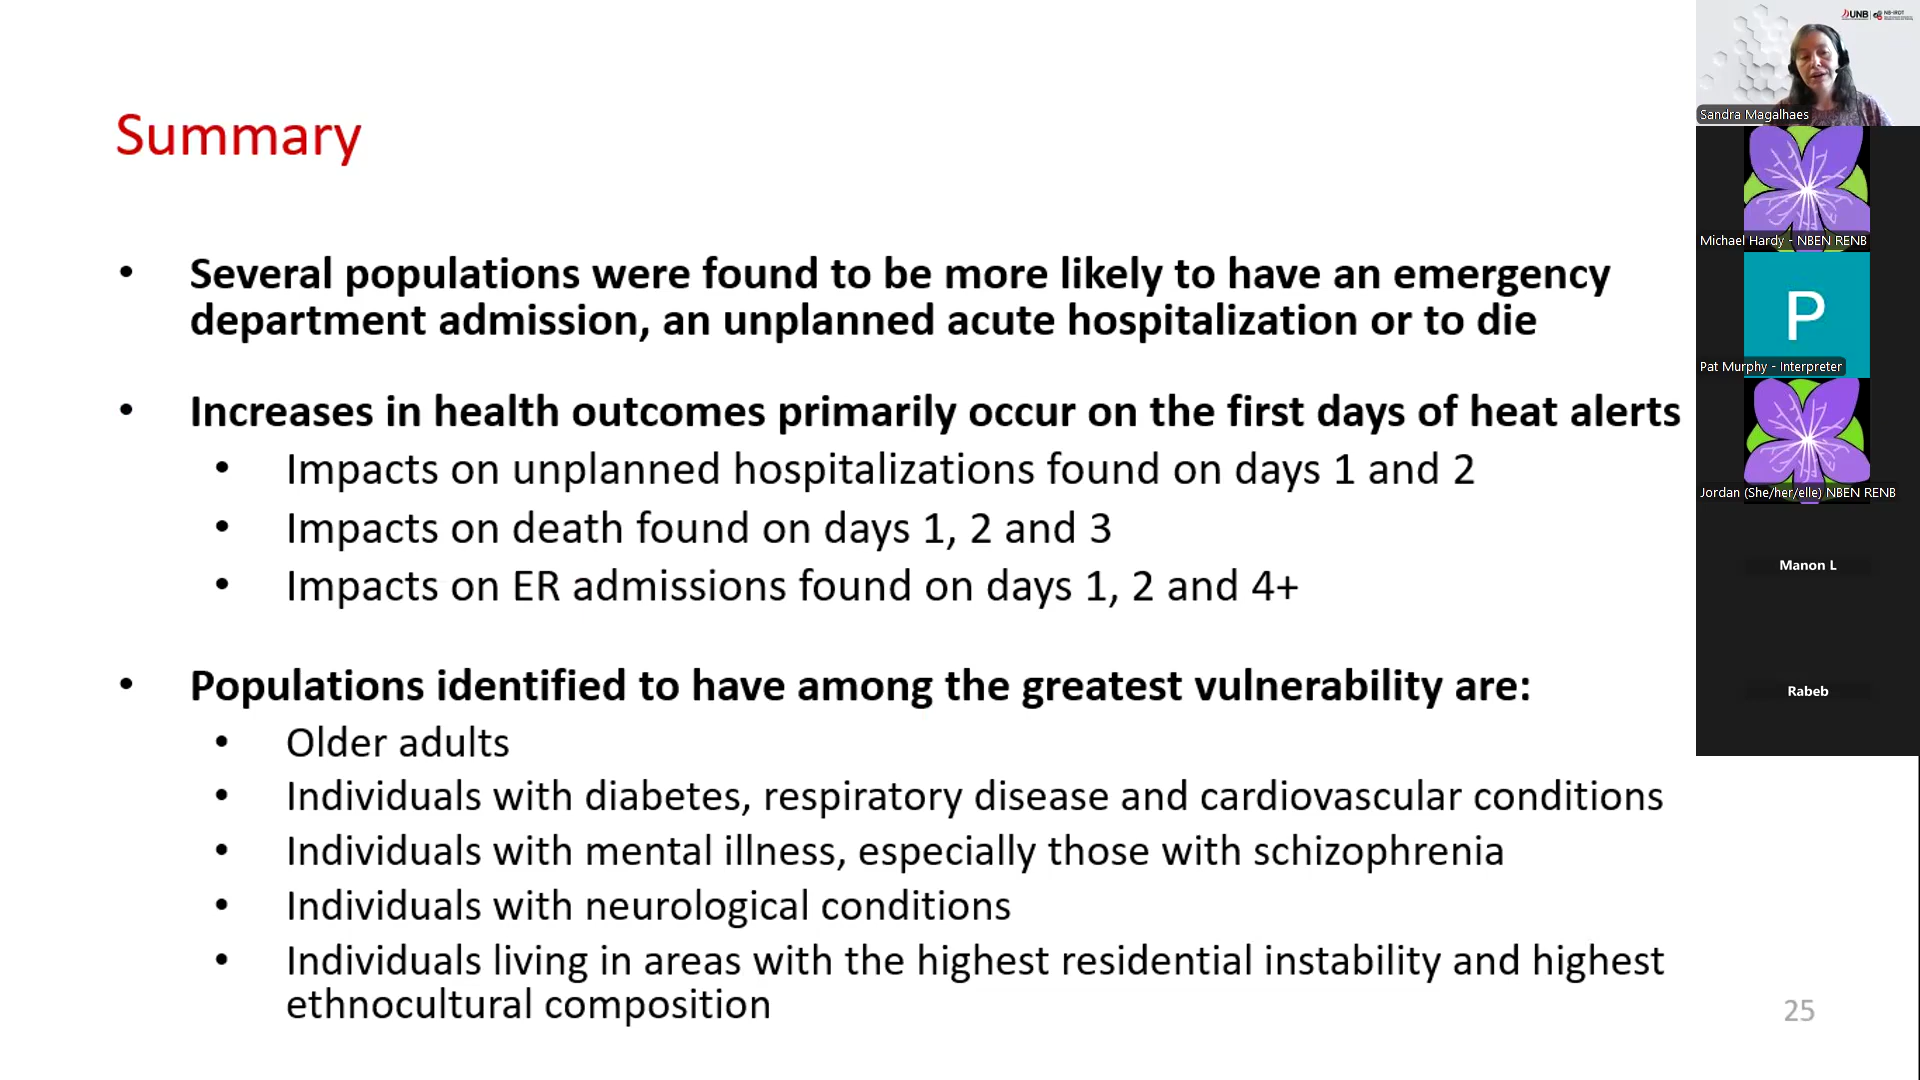 Summary
• Several populations were found to be more likely to have an emergency
department admission, an unplanned acute hospitalization or to die
• Increases in health outcomes primarily occur on the first days of heat alerts
• Impacts on unplanned hospitalizations found on days 1 and 2
• Impacts on death found on days 1, 2 and 3
• Impacts on ER admissions found on days 1, 2 and 4+
• Populations identified to have among the greatest vulnerability are:
• Older adults
• Individuals with diabetes, respiratory disease and cardiovascular conditions
• Individuals with mental illness, especially those with schizophrenia
• Individuals with neurological conditions
• Individuals living in areas with the highest residential instability and highest
ethnocultural composition
25
UNB
NB-IRDT
Sandra Magalhaes
Michael Hardy - NBEN RENB
P
Pat Murphy - Interpreter
Jordan (She/her/elle) NBEN RENB
Manon L
Rabeb